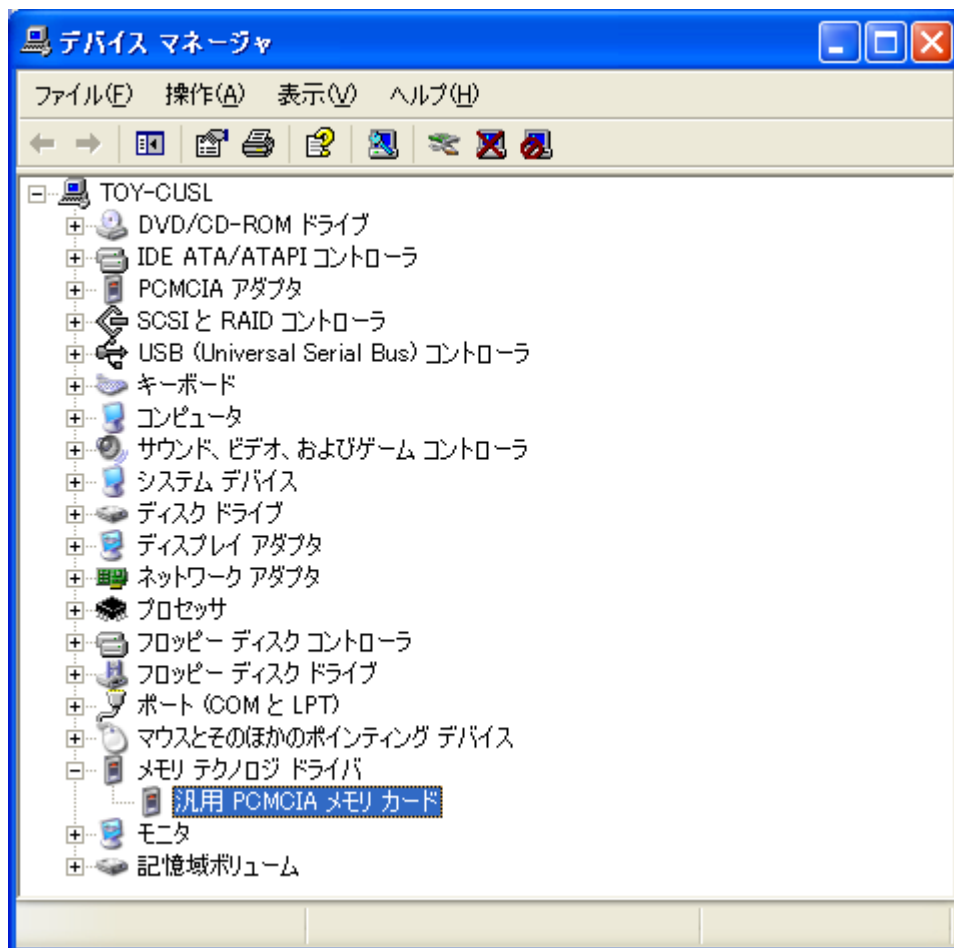 デバイス マネージャ
ファイル(F) 操作(A) 表示(V) ヘルプ(H)
TOY-CUSL
DVD/CD-ROM ドライブ
IDE ATA/ATAPI コントローラ
PCMCIA アダプタ
SCSI と RAID コントローラ
USB (Universal Serial Bus) コントローラ
キーボード
コンピュータ
サウンド、ビデオ、およびゲーム コントローラ
システム デバイス
ディスク ドライブ
ディスプレイ アダプタ
ネットワーク アダプタ
プロセッサ
フロッピー ディスク コントローラ
フロッピー ディスク ドライブ
ポート (COM と LPT)
マウスとそのほかのポインティング デバイス
メモリ テクノロジ ドライバ
汎用 PCMCIA メモリ カード
モニタ
記憶域ボリューム